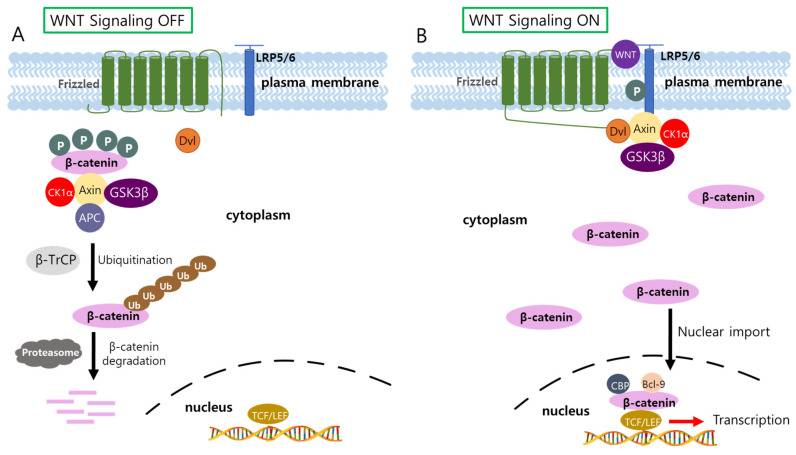 WNT Signaling OFF
A
LRP5/6
Frizzled
plasma membrane
Dvl
P
P
P
P
β-catenin
CK1α
Axin
GSK3β
APC
cytoplasm
β-TrCP
Ubiquitination
Ub
Ub
Ub
Ub
Ub
β-catenin
Proteasome
β-catenin
degradation
nucleus
TCF/LEF
WNT Signaling ON
B
WNT
LRP5/6
Frizzled
plasma membrane
P
Dvl
Axin
CK1α
GSK3β
β-catenin
cytoplasm
β-catenin
β-catenin
β-catenin
Nuclear import
CBP
Bcl-9
β-catenin
nucleus
TCF/LEF
Transcription